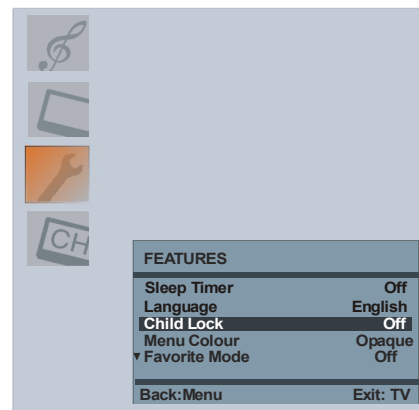 CH
FEATURES
Sleep Timer Off
Language English
Child Lock Off
Menu Colour Opaque
▼ Favorite Mode Off
Back:Menu Exit: TV